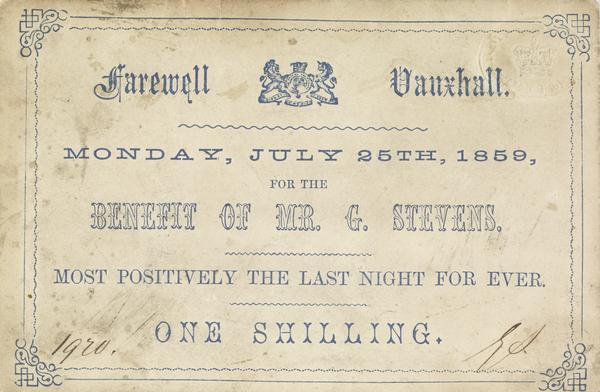 Farewell Vauxhall.
MONDAY, JULY 25TH, 1859,
FOR THE
BENEFIT OF MR. G. STEVENS.
MOST POSITIVELY THE LAST NIGHT FOR EVER.
ONE SHILLING.
1920. GS.